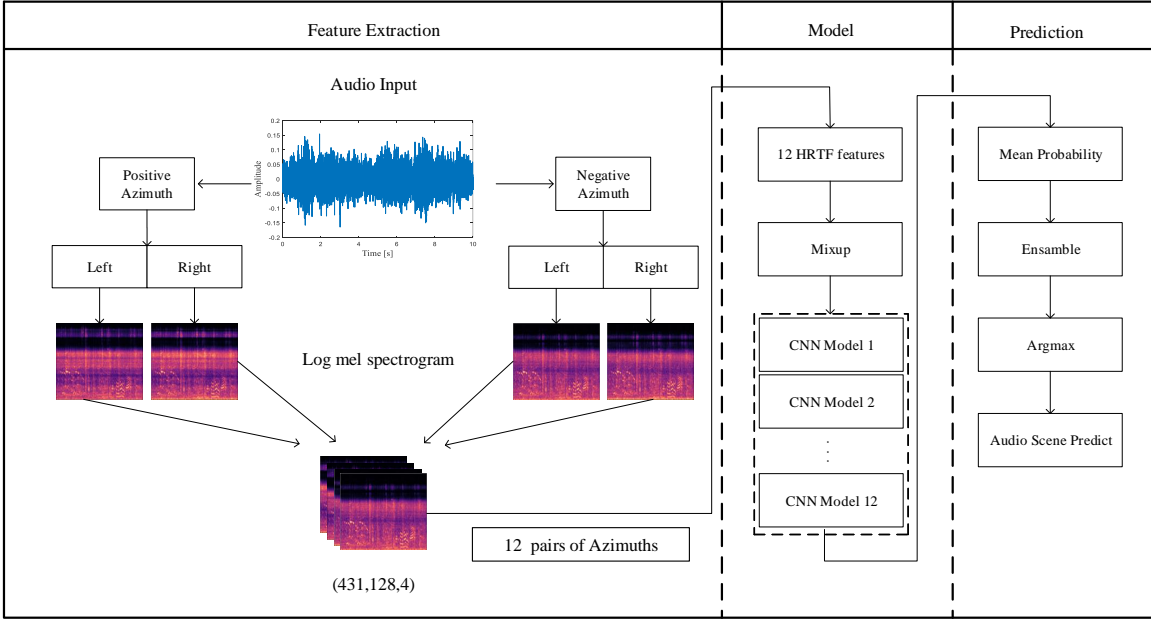 Feature Extraction
Model
Prediction
Audio Input
0.2
0.15
0.1
0.05
0
-0.05
-0.1
-0.15
-0.2
Amplitude
0
2
4
6
8
10
Time [s]
Positive
Azimuth
Negative
Azimuth
Left
Right
Left
Right
Log mel spectrogram
12 pairs of Azimuths
(431,128,4)
12 HRTF features
Mixup
CNN Model 1
CNN Model 2
CNN Model 12
Mean Probability
Ensamble
Argmax
Audio Scene Predict